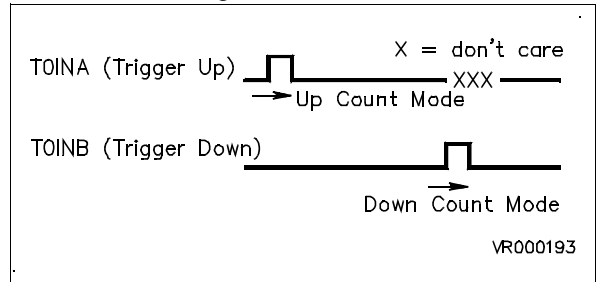 X = don't care
T0INA (Trigger Up)
XXX
Up Count Mode
T0INB (Trigger Down)
Down Count Mode
VR000193